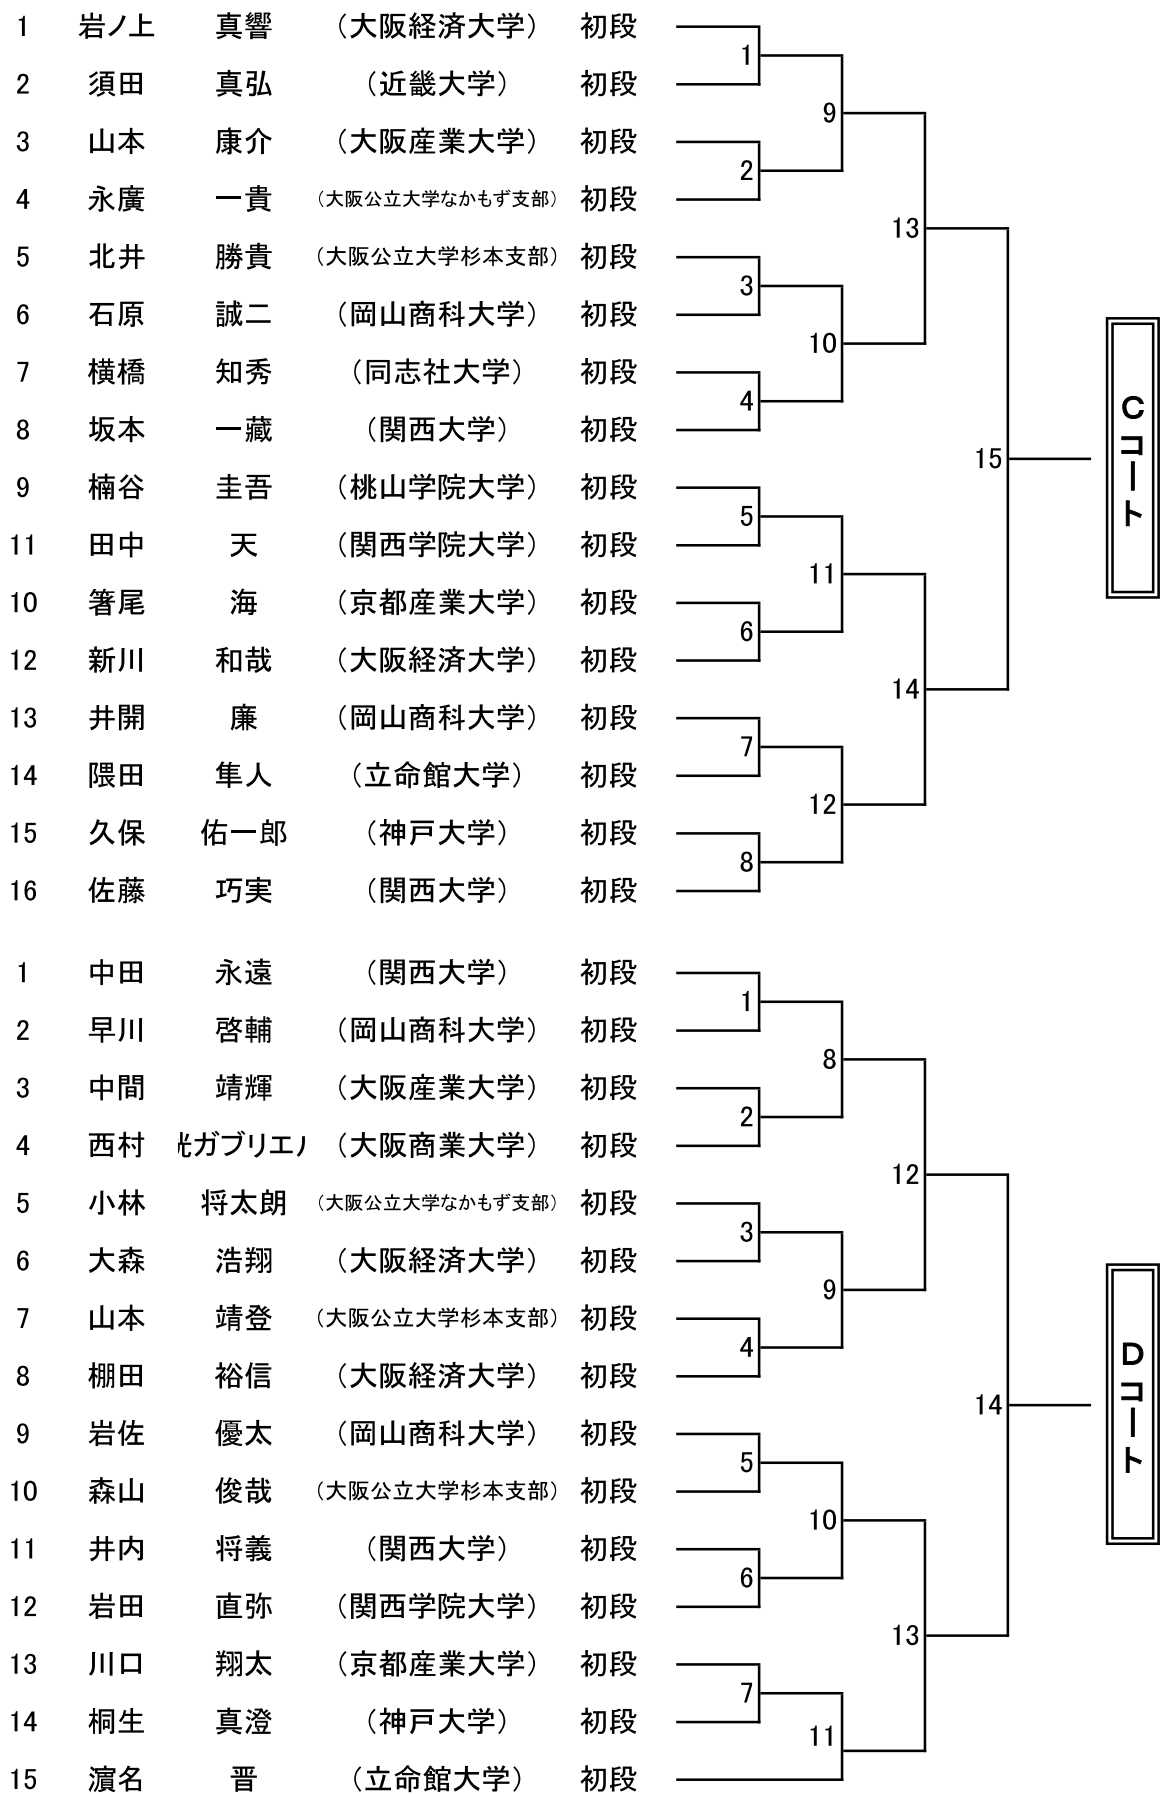 1 岩ノ上 真響 （大阪経済大学） 初段
1
2 須田 真弘 （近畿大学） 初段
9
3 山本 康介 （大阪産業大学） 初段
2
4 永廣 一貴 （大阪公立大学なかもず支部） 初段
13
5 北井 勝貴 （大阪公立大学杉本支部） 初段
3
6 石原 誠二 （岡山商科大学） 初段
10
7 横橋 知秀 （同志社大学） 初段
4
8 坂本 一藏 （関西大学） 初段
15
Cコート
9 楠谷 圭吾 （桃山学院大学） 初段
5
11 田中 天 （関西学院大学） 初段
11
10 箸尾 海 （京都産業大学） 初段
6
12 新川 和哉 （大阪経済大学） 初段
14
13 井開 廉 （岡山商科大学） 初段
7
14 隈田 隼人 （立命館大学） 初段
12
15 久保 佑一郎 （神戸大学） 初段
8
16 佐藤 巧実 （関西大学） 初段
1 中田 永遠 （関西大学） 初段
1
2 早川 啓輔 （岡山商科大学） 初段
8
3 中間 靖輝 （大阪産業大学） 初段
2
4 西村 光ガブリエル （大阪商業大学） 初段
12
5 小林 将太朗 （大阪公立大学なかもず支部） 初段
3
6 大森 浩翔 （大阪経済大学） 初段
9
7 山本 靖登 （大阪公立大学杉本支部） 初段
4
8 棚田 裕信 （大阪経済大学） 初段
14
Dコート
9 岩佐 優太 （岡山商科大学） 初段
5
10 森山 俊哉 （大阪公立大学杉本支部） 初段
10
11 井内 将義 （関西大学） 初段
6
12 岩田 直弥 （関西学院大学） 初段
13
13 川口 翔太 （京都産業大学） 初段
7
14 桐生 真澄 （神戸大学） 初段
11
15 濵名 晋 （立命館大学） 初段